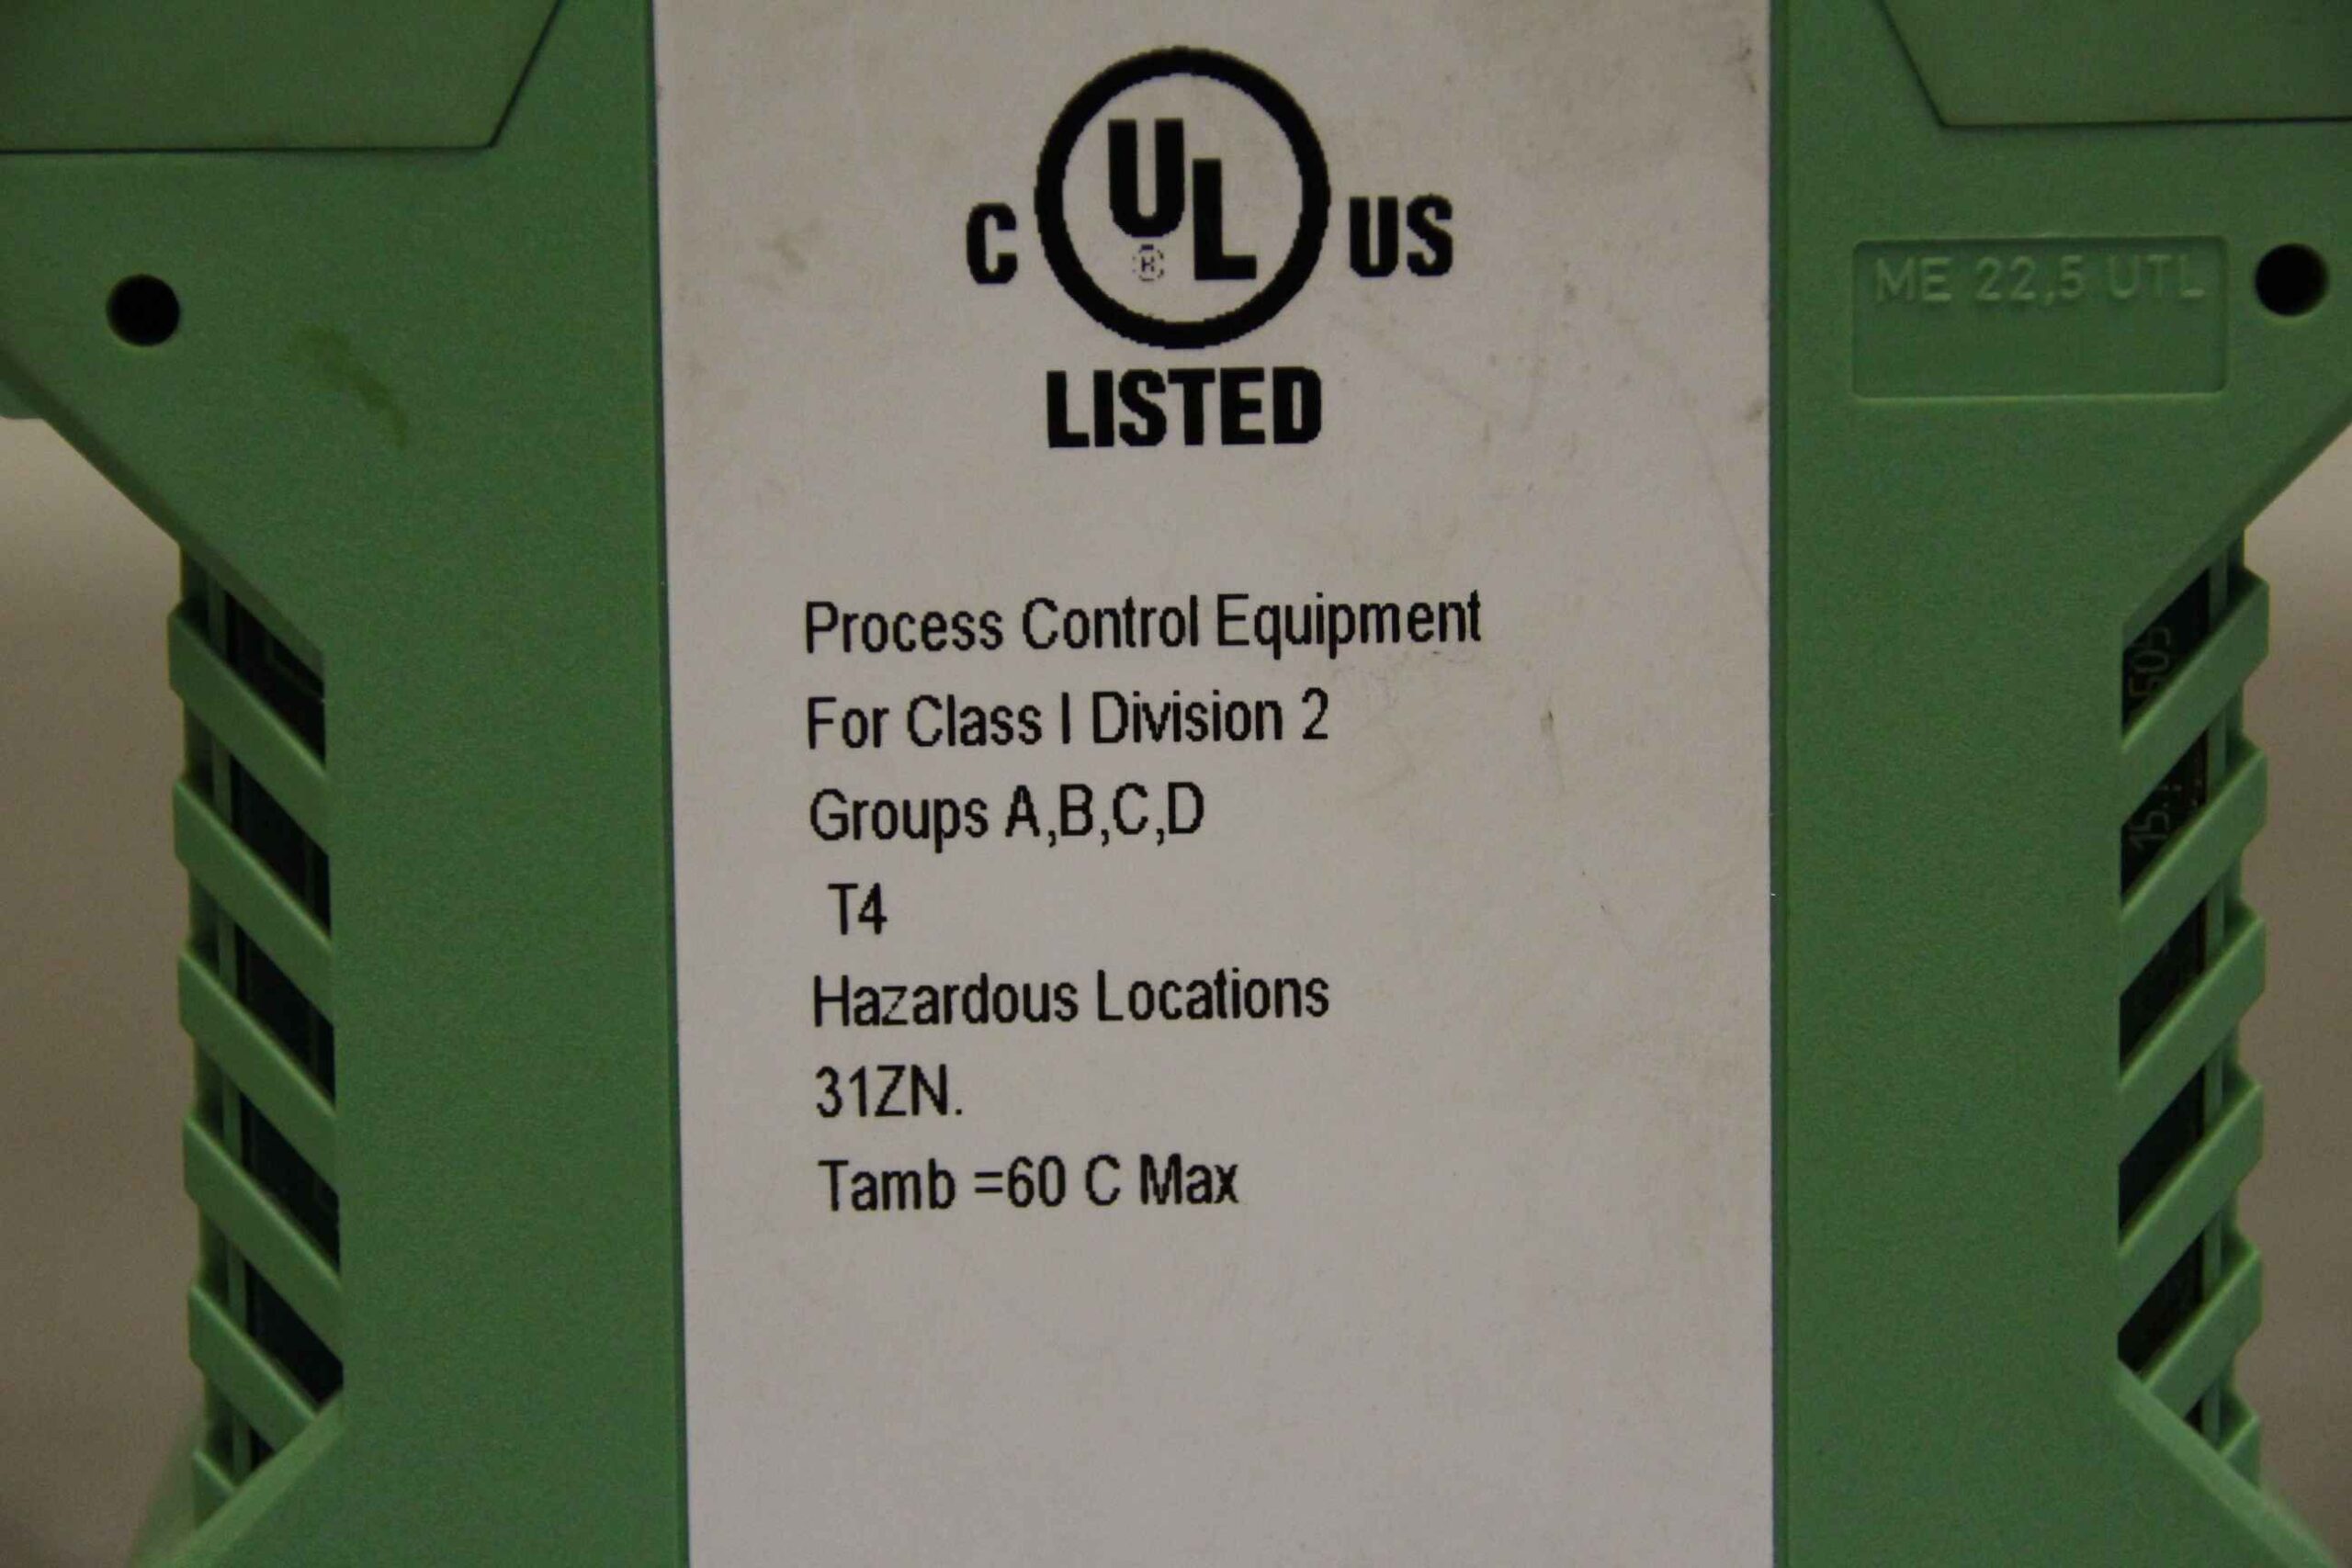 C UL US
®
LISTED
ME 22,5 UTL
Process Control Equipment
For Class I Division 2
Groups A,B,C,D
T4
Hazardous Locations
31ZN.
Tamb =60 C Max